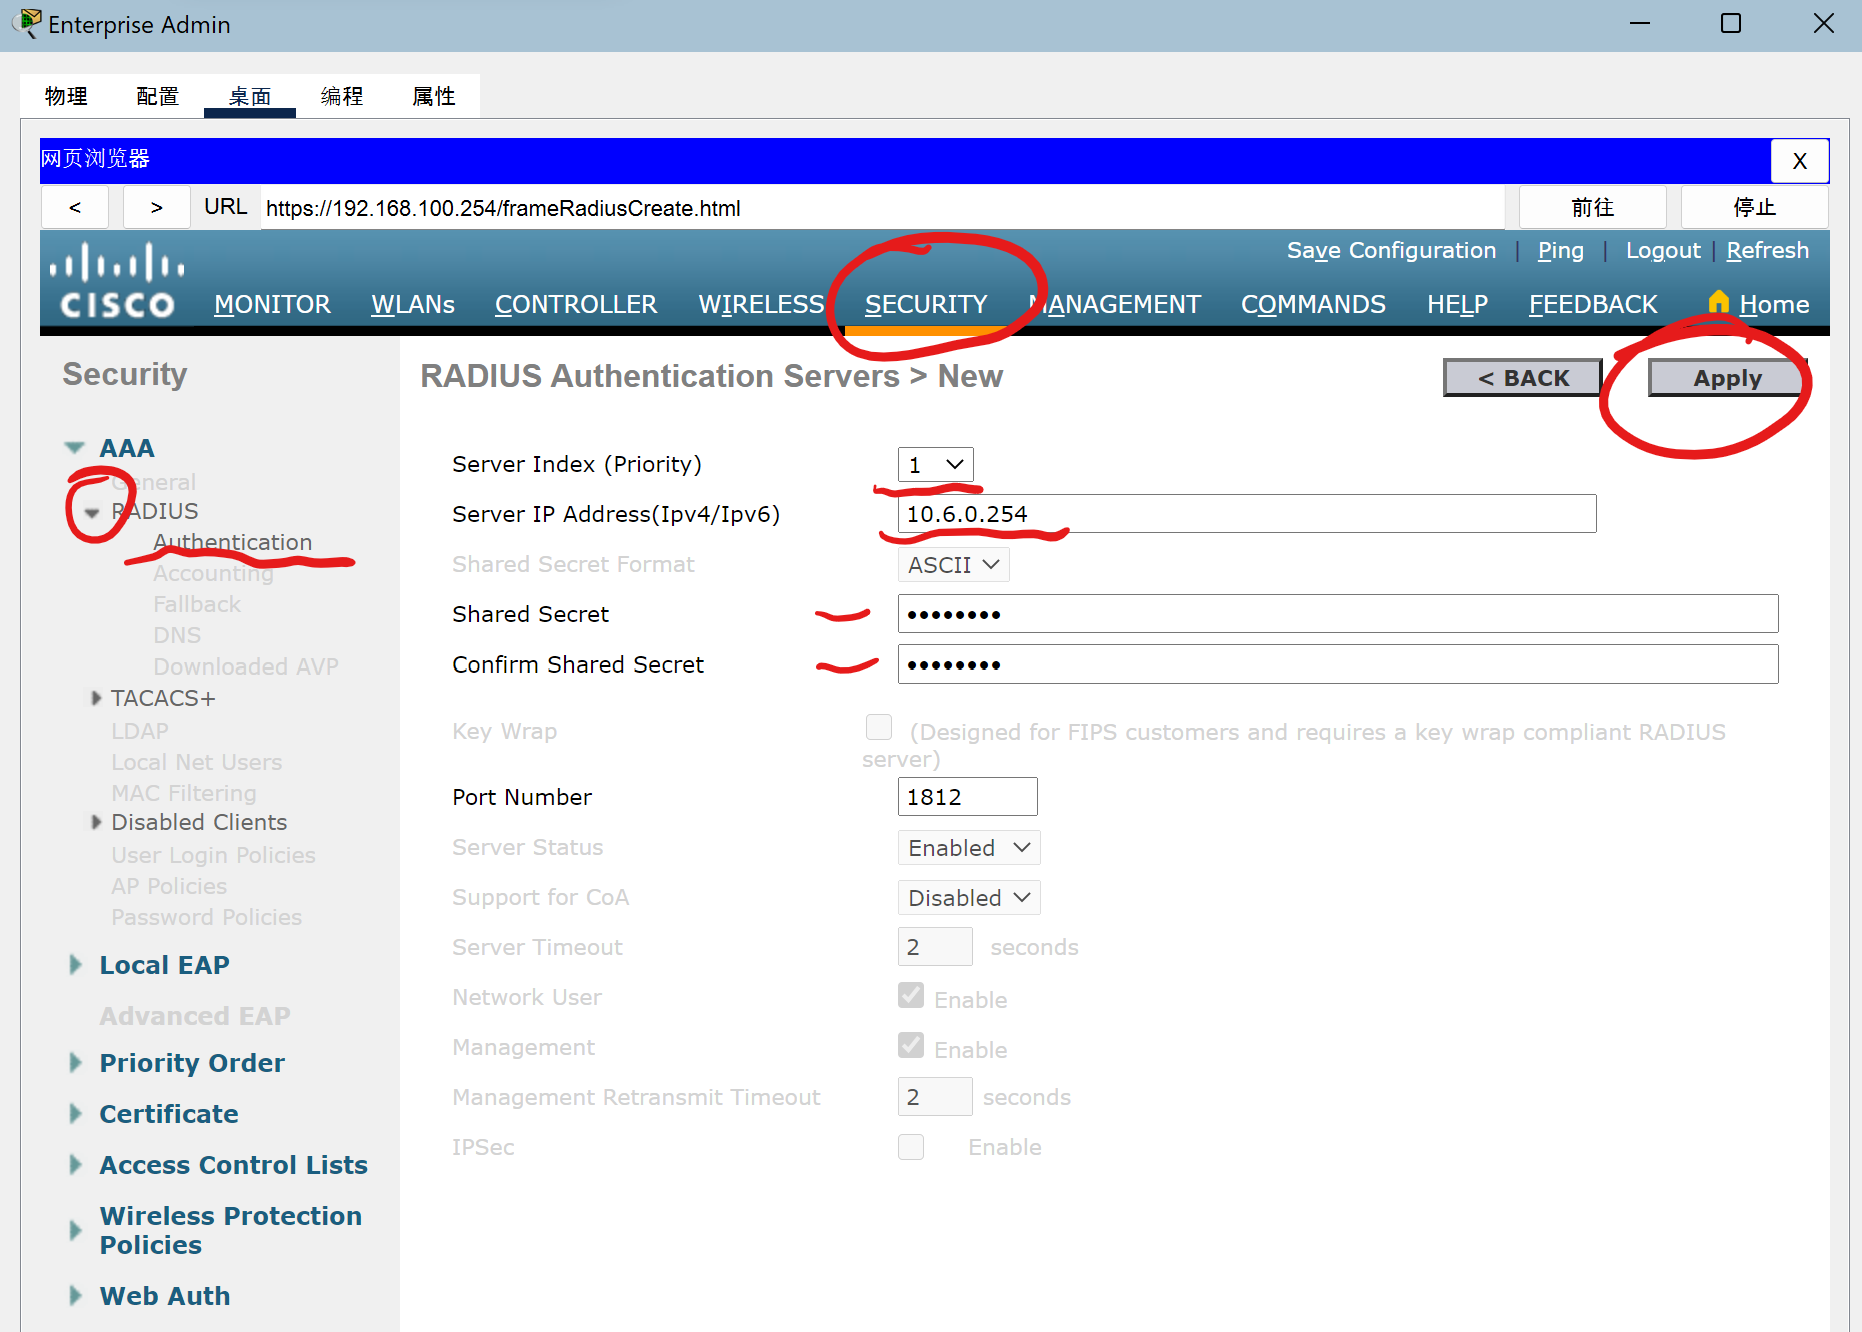 Enterprise Admin
物理 配置 桌面 编程 属性
网页浏览器 X
< > URL https://192.168.100.254/frameRadiusCreate.html 前往 停止
Save Configuration | Ping | Logout | Refresh
CISCO MONITOR WLANs CONTROLLER WIRELESS SECURITY MANAGEMENT COMMANDS HELP FEEDBACK Home
Security
RADIUS Authentication Servers > New
< BACK Apply
AAA
General
RADIUS
Authentication
Accounting
Fallback
DNS
Downloaded AVP
TACACS+
LDAP
Local Net Users
MAC Filtering
Disabled Clients
User Login Policies
AP Policies
Password Policies
Local EAP
Advanced EAP
Priority Order
Certificate
Access Control Lists
Wireless Protection
Policies
Web Auth
Server Index (Priority) 1
Server IP Address(Ipv4/Ipv6) 10.6.0.254
Shared Secret Format ASCII
Shared Secret ••••••••
Confirm Shared Secret ••••••••
Key Wrap (Designed for FIPS customers and requires a key wrap compliant RADIUS
server)
Port Number 1812
Server Status Enabled
Support for CoA Disabled
Server Timeout 2 seconds
Network User Enable
Management Enable
Management Retransmit Timeout 2 seconds
IPSec Enable